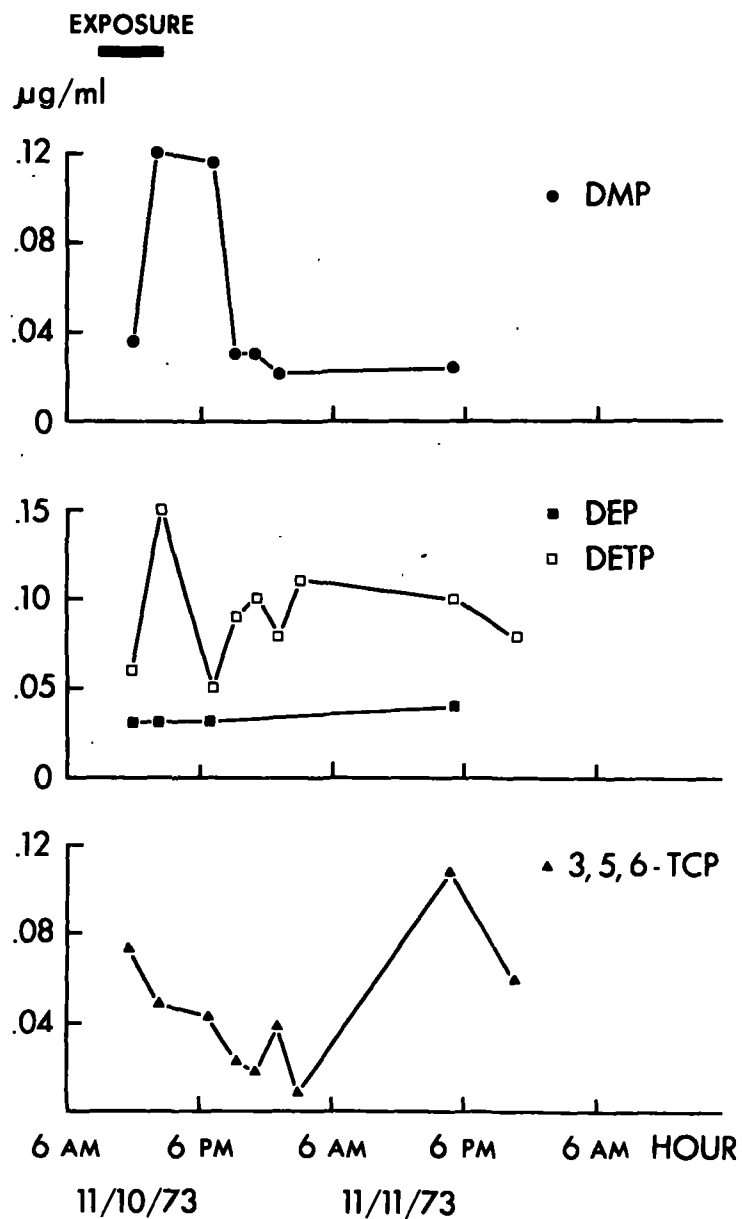 EXPOSURE
µg/ml
.12
DMP
.08
.04
0
.15
DEP
DETP
.10
.05
0
.12
3,5,6-TCP
.08
.04
6 AM 6 PM 6 AM 6 PM 6 AM HOUR
11/10/73 11/11/73